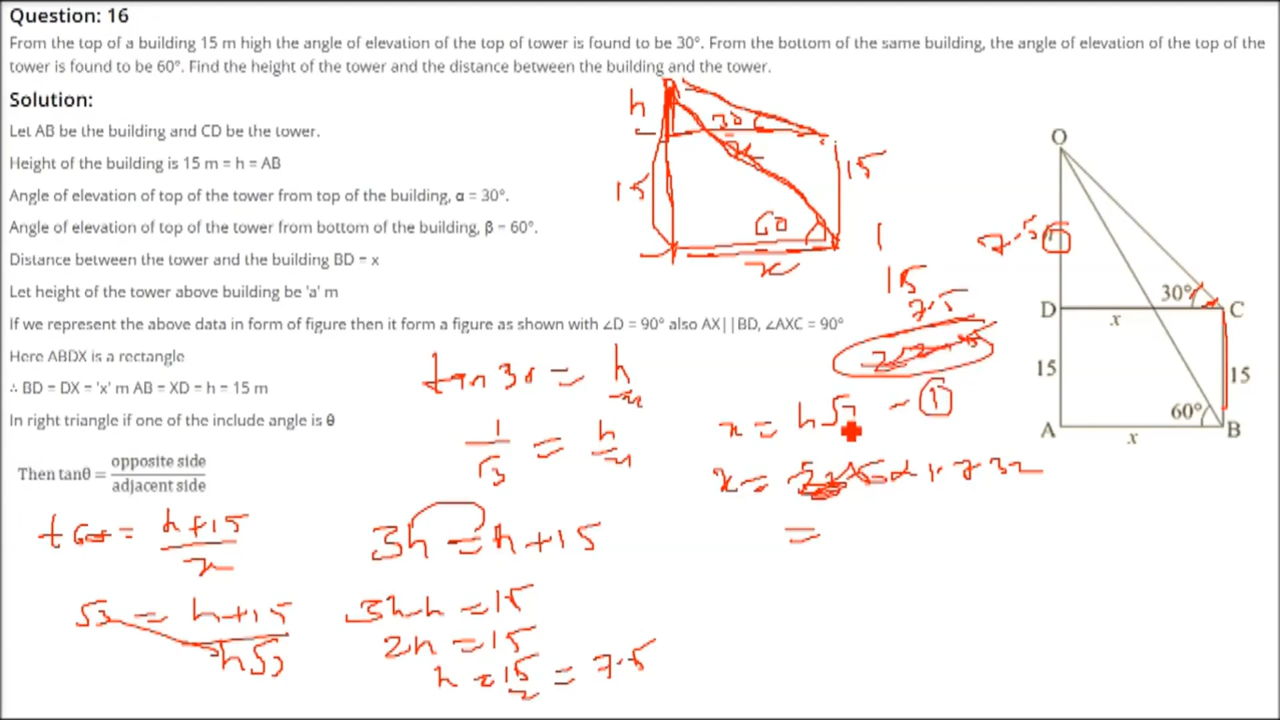 Question: 16
From the top of a building 15 m high the angle of elevation of the top of tower is found to be 30°. From the bottom of the same building, the angle of elevation of the top of the
tower is found to be 60°. Find the height of the tower and the distance between the building and the tower.
Solution:
Let AB be the building and CD be the tower.
Height of the building is 15 m = h = AB
Angle of elevation of top of the tower from top of the building, α = 30°.
Angle of elevation of top of the tower from bottom of the building, β − 60°.
Distance between the tower and the building BD = x
Let height of the tower above building be 'a' m
If we represent the above data in form of figure then it form a figure as shown with ∠D = 90° also AX||BD, ∠AXC = 90°
Here ABDX is a rectangle
∴ BD = DX = 'x' m AB = XD = h = 15 m
In right triangle if one of the include angle is θ
Then tanθ = opposite side / adjacent side
h
30
x
15
15
60
x
1
15
7.5
tan 30 = h/x
1/√3 = h/x
x = h√3 - ①
x = 1.732
=
= h+15/x
√3 = h+15/h√3
3h = h+15
3h-h = 15
2h = 15
h = 15/2 = 7.5
O
7.5
30°
D
x
C
15
15
60°
A
x
B